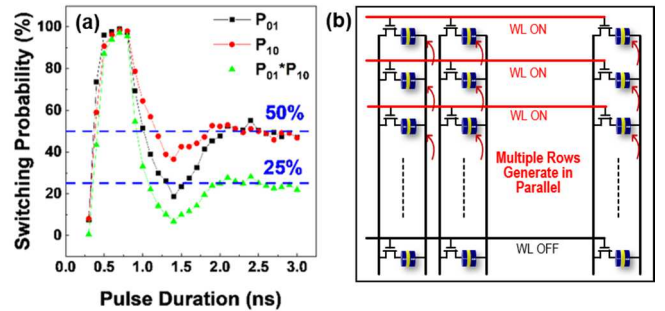 (a)
P01
P10
P01*P10
50%
25%
Switching Probability (%)
100
80
60
40
20
0
0.0 0.5 1.0 1.5 2.0 2.5 3.0
Pulse Duration (ns)
(b)
WL ON
WL ON
WL ON
Multiple Rows
Generate in
Parallel
WL OFF